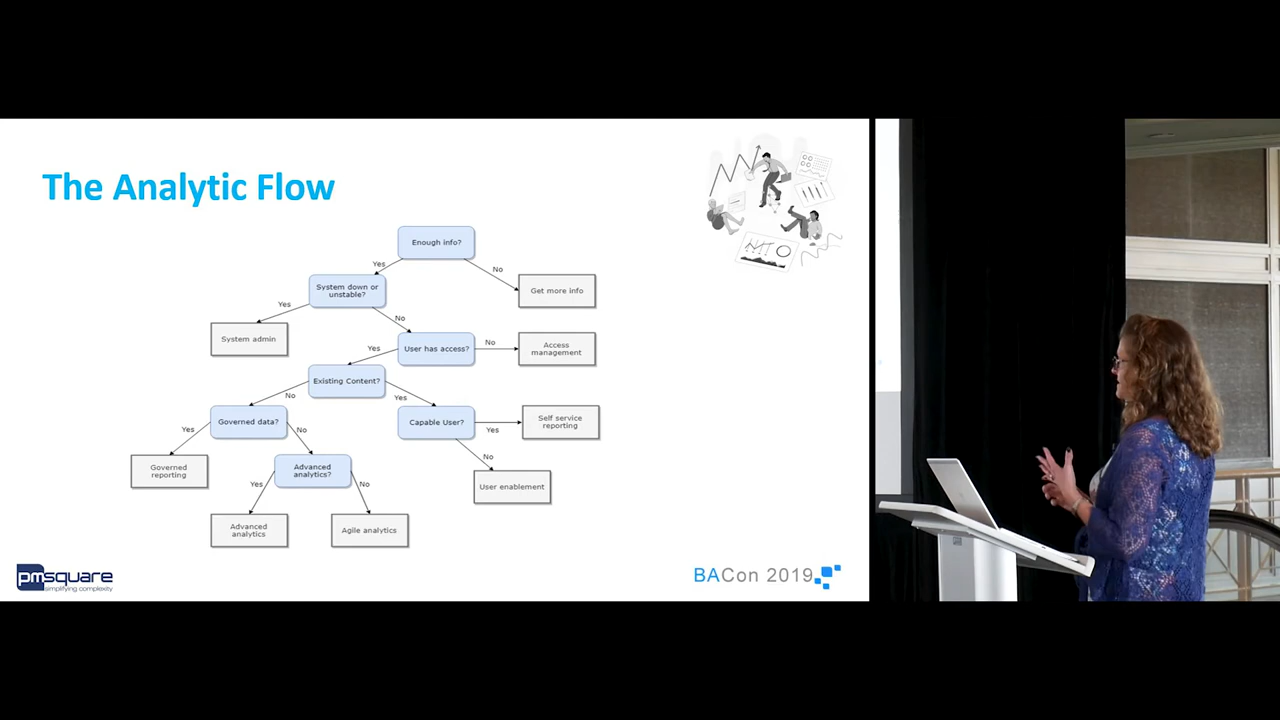 The Analytic Flow
Enough info?
Yes
No
System down or
unstable?
Get more info
Yes
No
System admin
User has access?
No
Access
management
Yes
Existing Content?
No
Yes
Governed data?
Capable User?
Self service
reporting
Yes
No
Yes
Governed
reporting
Advanced
analytics?
No
User enablement
Yes
No
Advanced
analytics
Agile analytics
pmsquare
simplifying complexity
BACon 2019